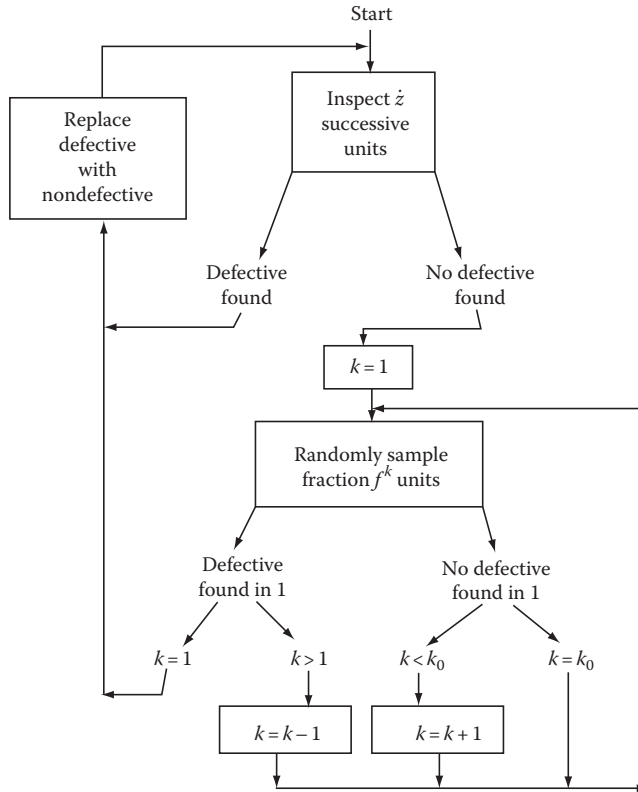 Start
Replace
defective
with
nondefective
Inspect ż
successive
units
Defective
found
No defective
found
k = 1
Randomly sample
fraction f^k units
Defective
found in 1
No defective
found in 1
k = 1
k > 1
k < k₀
k = k₀
k = k – 1
k = k + 1